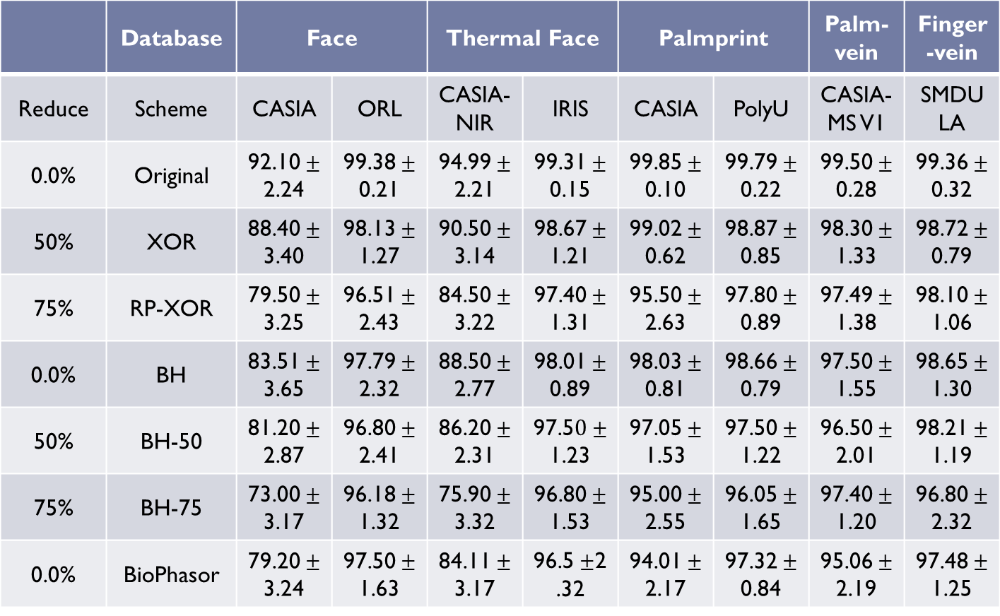 Database Face Thermal Face Palmprint Palm-vein Finger-vein
Reduce Scheme CASIA ORL CASIA-NIR IRIS CASIA PolyU CASIA-MS V1 SMDU LA
0.0% Original 92.10 ± 2.24 99.38 ± 0.21 94.99 ± 2.21 99.31 ± 0.15 99.85 ± 0.10 99.79 ± 0.22 99.50 ± 0.28 99.36 ± 0.32
50% XOR 88.40 ± 3.40 98.13 ± 1.27 90.50 ± 3.14 98.67 ± 1.21 99.02 ± 0.62 98.87 ± 0.85 98.30 ± 1.33 98.72 ± 0.79
75% RP-XOR 79.50 ± 3.25 96.51 ± 2.43 84.50 ± 3.22 97.40 ± 1.31 95.50 ± 2.63 97.80 ± 0.89 97.49 ± 1.38 98.10 ± 1.06
0.0% BH 83.51 ± 3.65 97.79 ± 2.32 88.50 ± 2.77 98.01 ± 0.89 98.03 ± 0.81 98.66 ± 0.79 97.50 ± 1.55 98.65 ± 1.30
50% BH-50 81.20 ± 2.87 96.80 ± 2.41 86.20 ± 2.31 97.50 ± 1.23 97.05 ± 1.53 97.50 ± 1.22 96.50 ± 2.01 98.21 ± 1.19
75% BH-75 73.00 ± 3.17 96.18 ± 1.32 75.90 ± 3.32 96.80 ± 1.53 95.00 ± 2.55 96.05 ± 1.65 97.40 ± 1.20 96.80 ± 2.32
0.0% BioPhasor 79.20 ± 3.24 97.50 ± 1.63 84.11 ± 3.17 96.5 ±2 .32 94.01 ± 2.17 97.32 ± 0.84 95.06 ± 2.19 97.48 ± 1.25